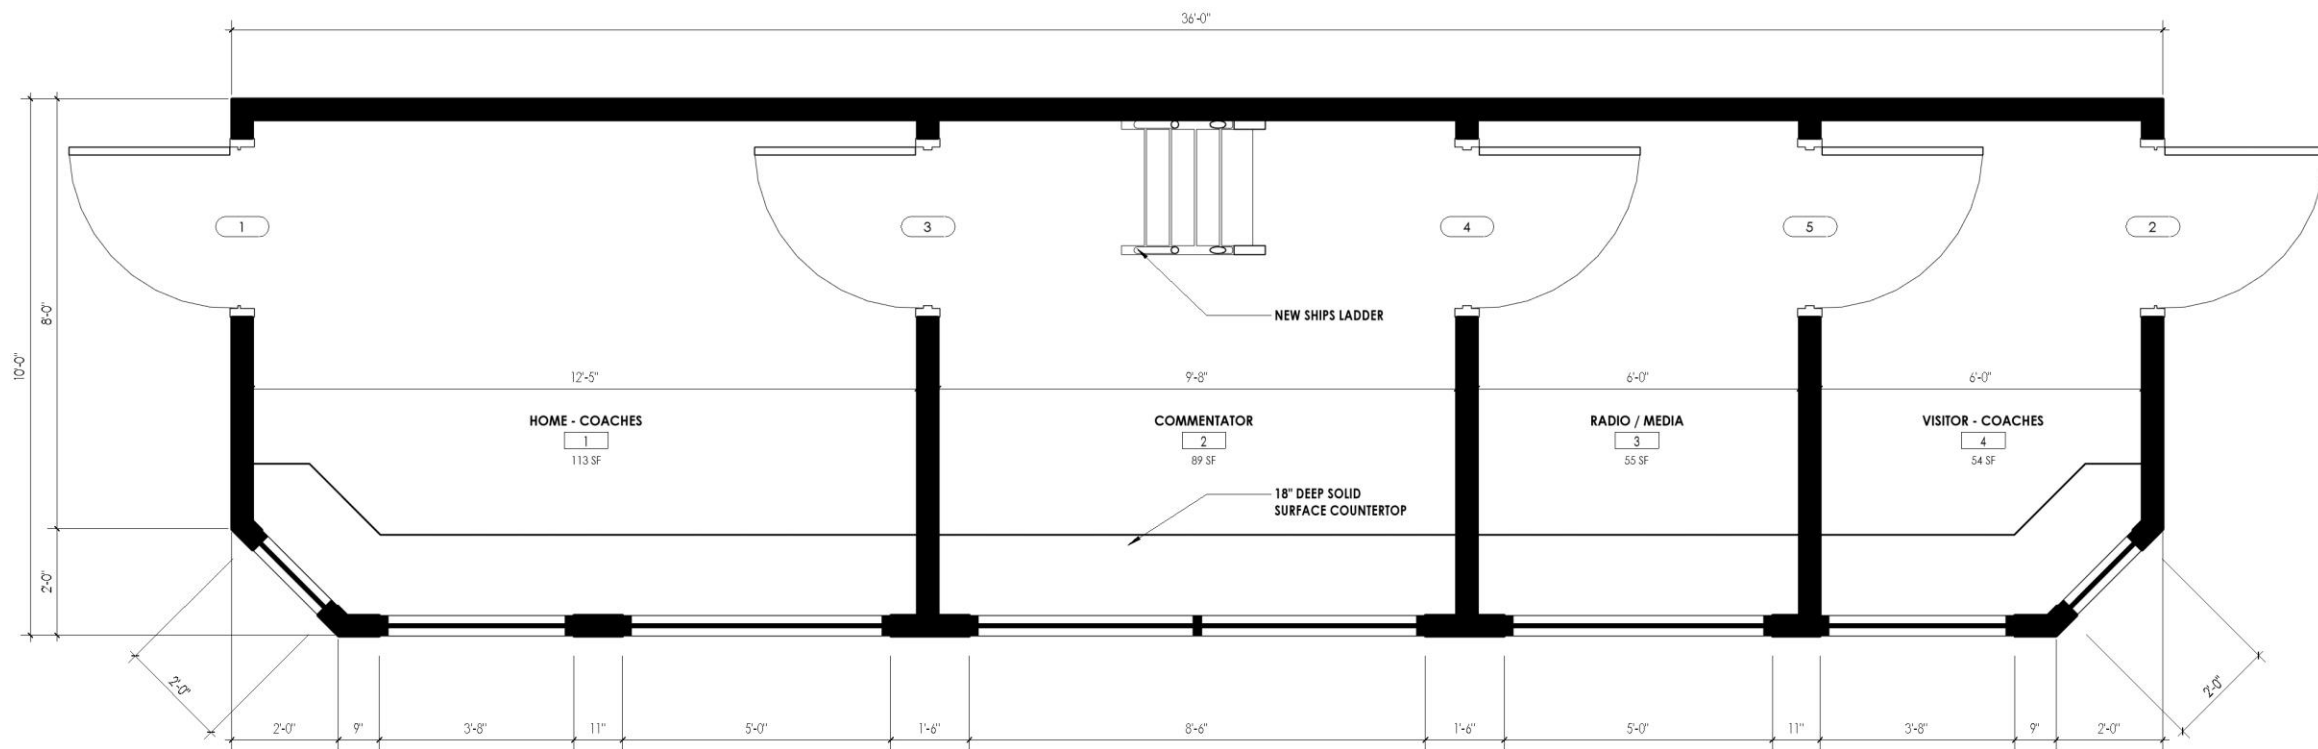 36'-0"
1
3
4
5
2
8'-0"
10'-0"
NEW SHIPS LADDER
12'-5"
9'-8"
6'-0"
6'-0"
HOME - COACHES
1
113 SF
COMMENTATOR
2
89 SF
RADIO / MEDIA
3
55 SF
VISITOR - COACHES
4
54 SF
18" DEEP SOLID
SURFACE COUNTERTOP
2'-0"
2'-0"
2'-0"
2'-0"
9"
3'-8"
11"
5'-0"
1'-6"
8'-6"
1'-6"
5'-0"
11"
3'-8"
9"
2'-0"